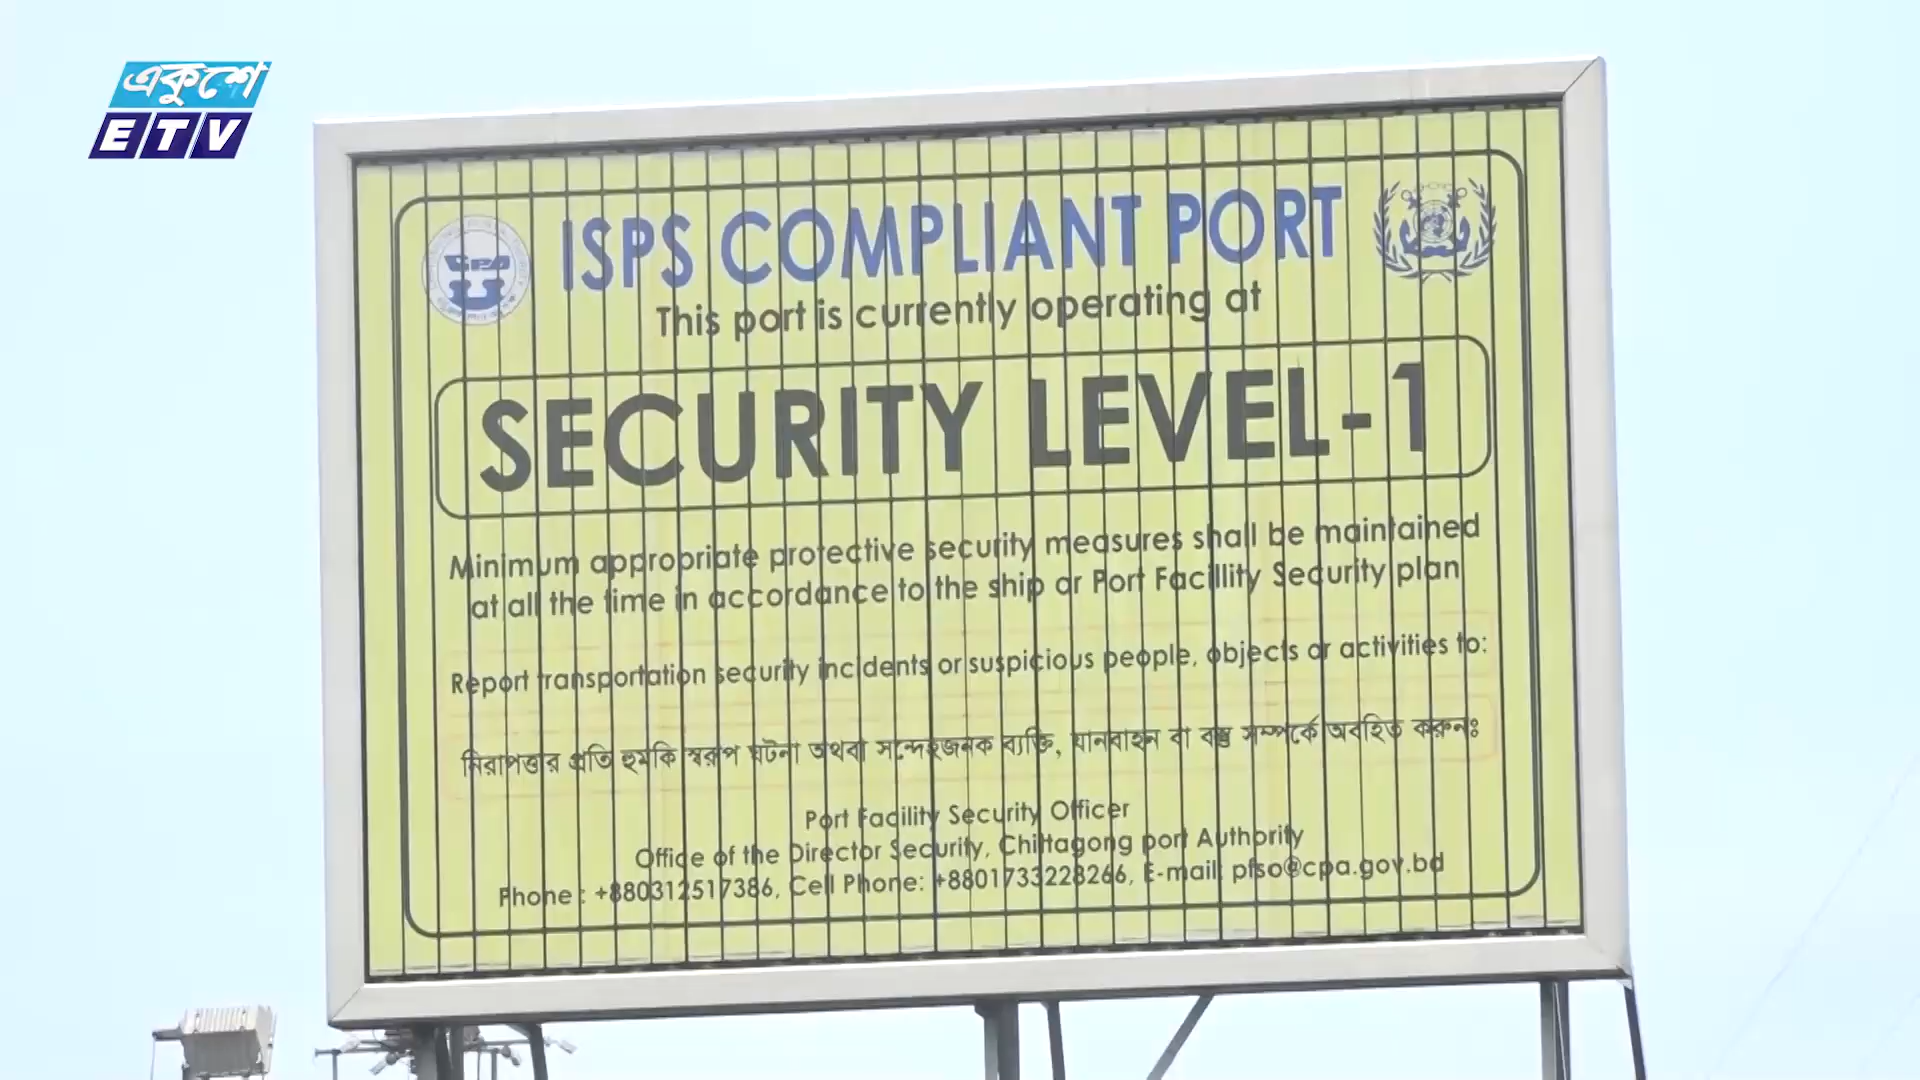 একুশে
ETV
CPA
ISPS COMPLIANT PORT
This port is currently operating at
SECURITY LEVEL-1
Minimum appropriate protective security measures shall be maintained
at all the time in accordance to the ship or Port Facillity Security plan
Report transportation security incidents or suspicious people, objects or activities to:
নিরাপত্তার প্রতি হুমকি স্বরূপ ঘটনা অথবা সন্দেহজনক ব্যক্তি, যানবাহন বা বস্তু সম্পর্কে অবহিত করুনঃ
Port Facility Security Officer
Office of the Director Security, Chittagong port Authority
Phone : +880312517386, Cell Phone: +8801733228266, E-mail: pfso@cpa.gov.bd